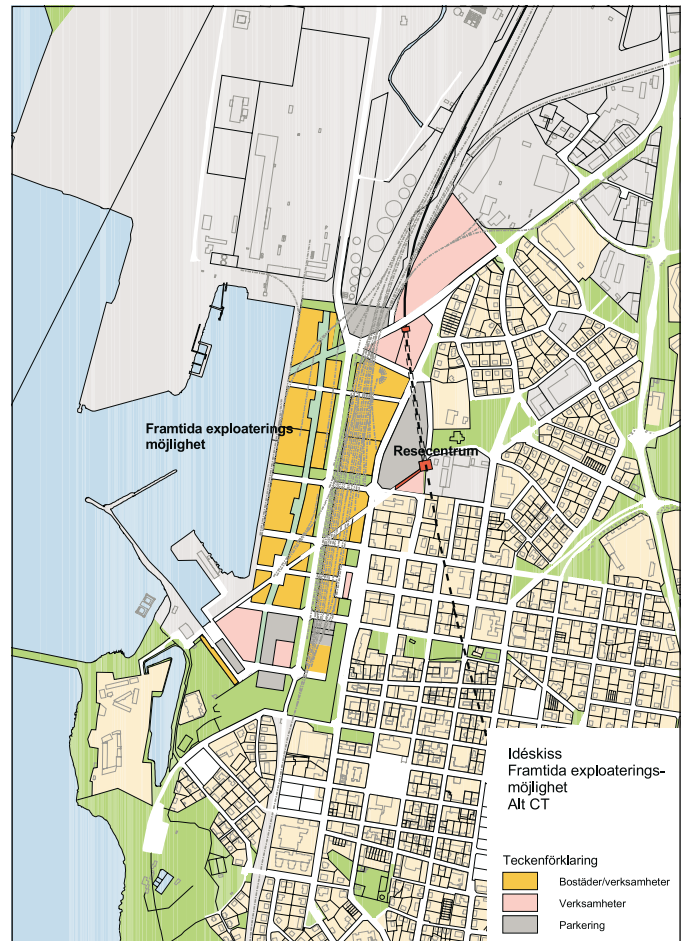 Framtida exploaterings
möjlighet
Resecentrum
Idéskiss
Framtida exploaterings-
möjlighet
Alt CT
Teckenförklaring
Bostäder/verksamheter
Verksamheter
Parkering